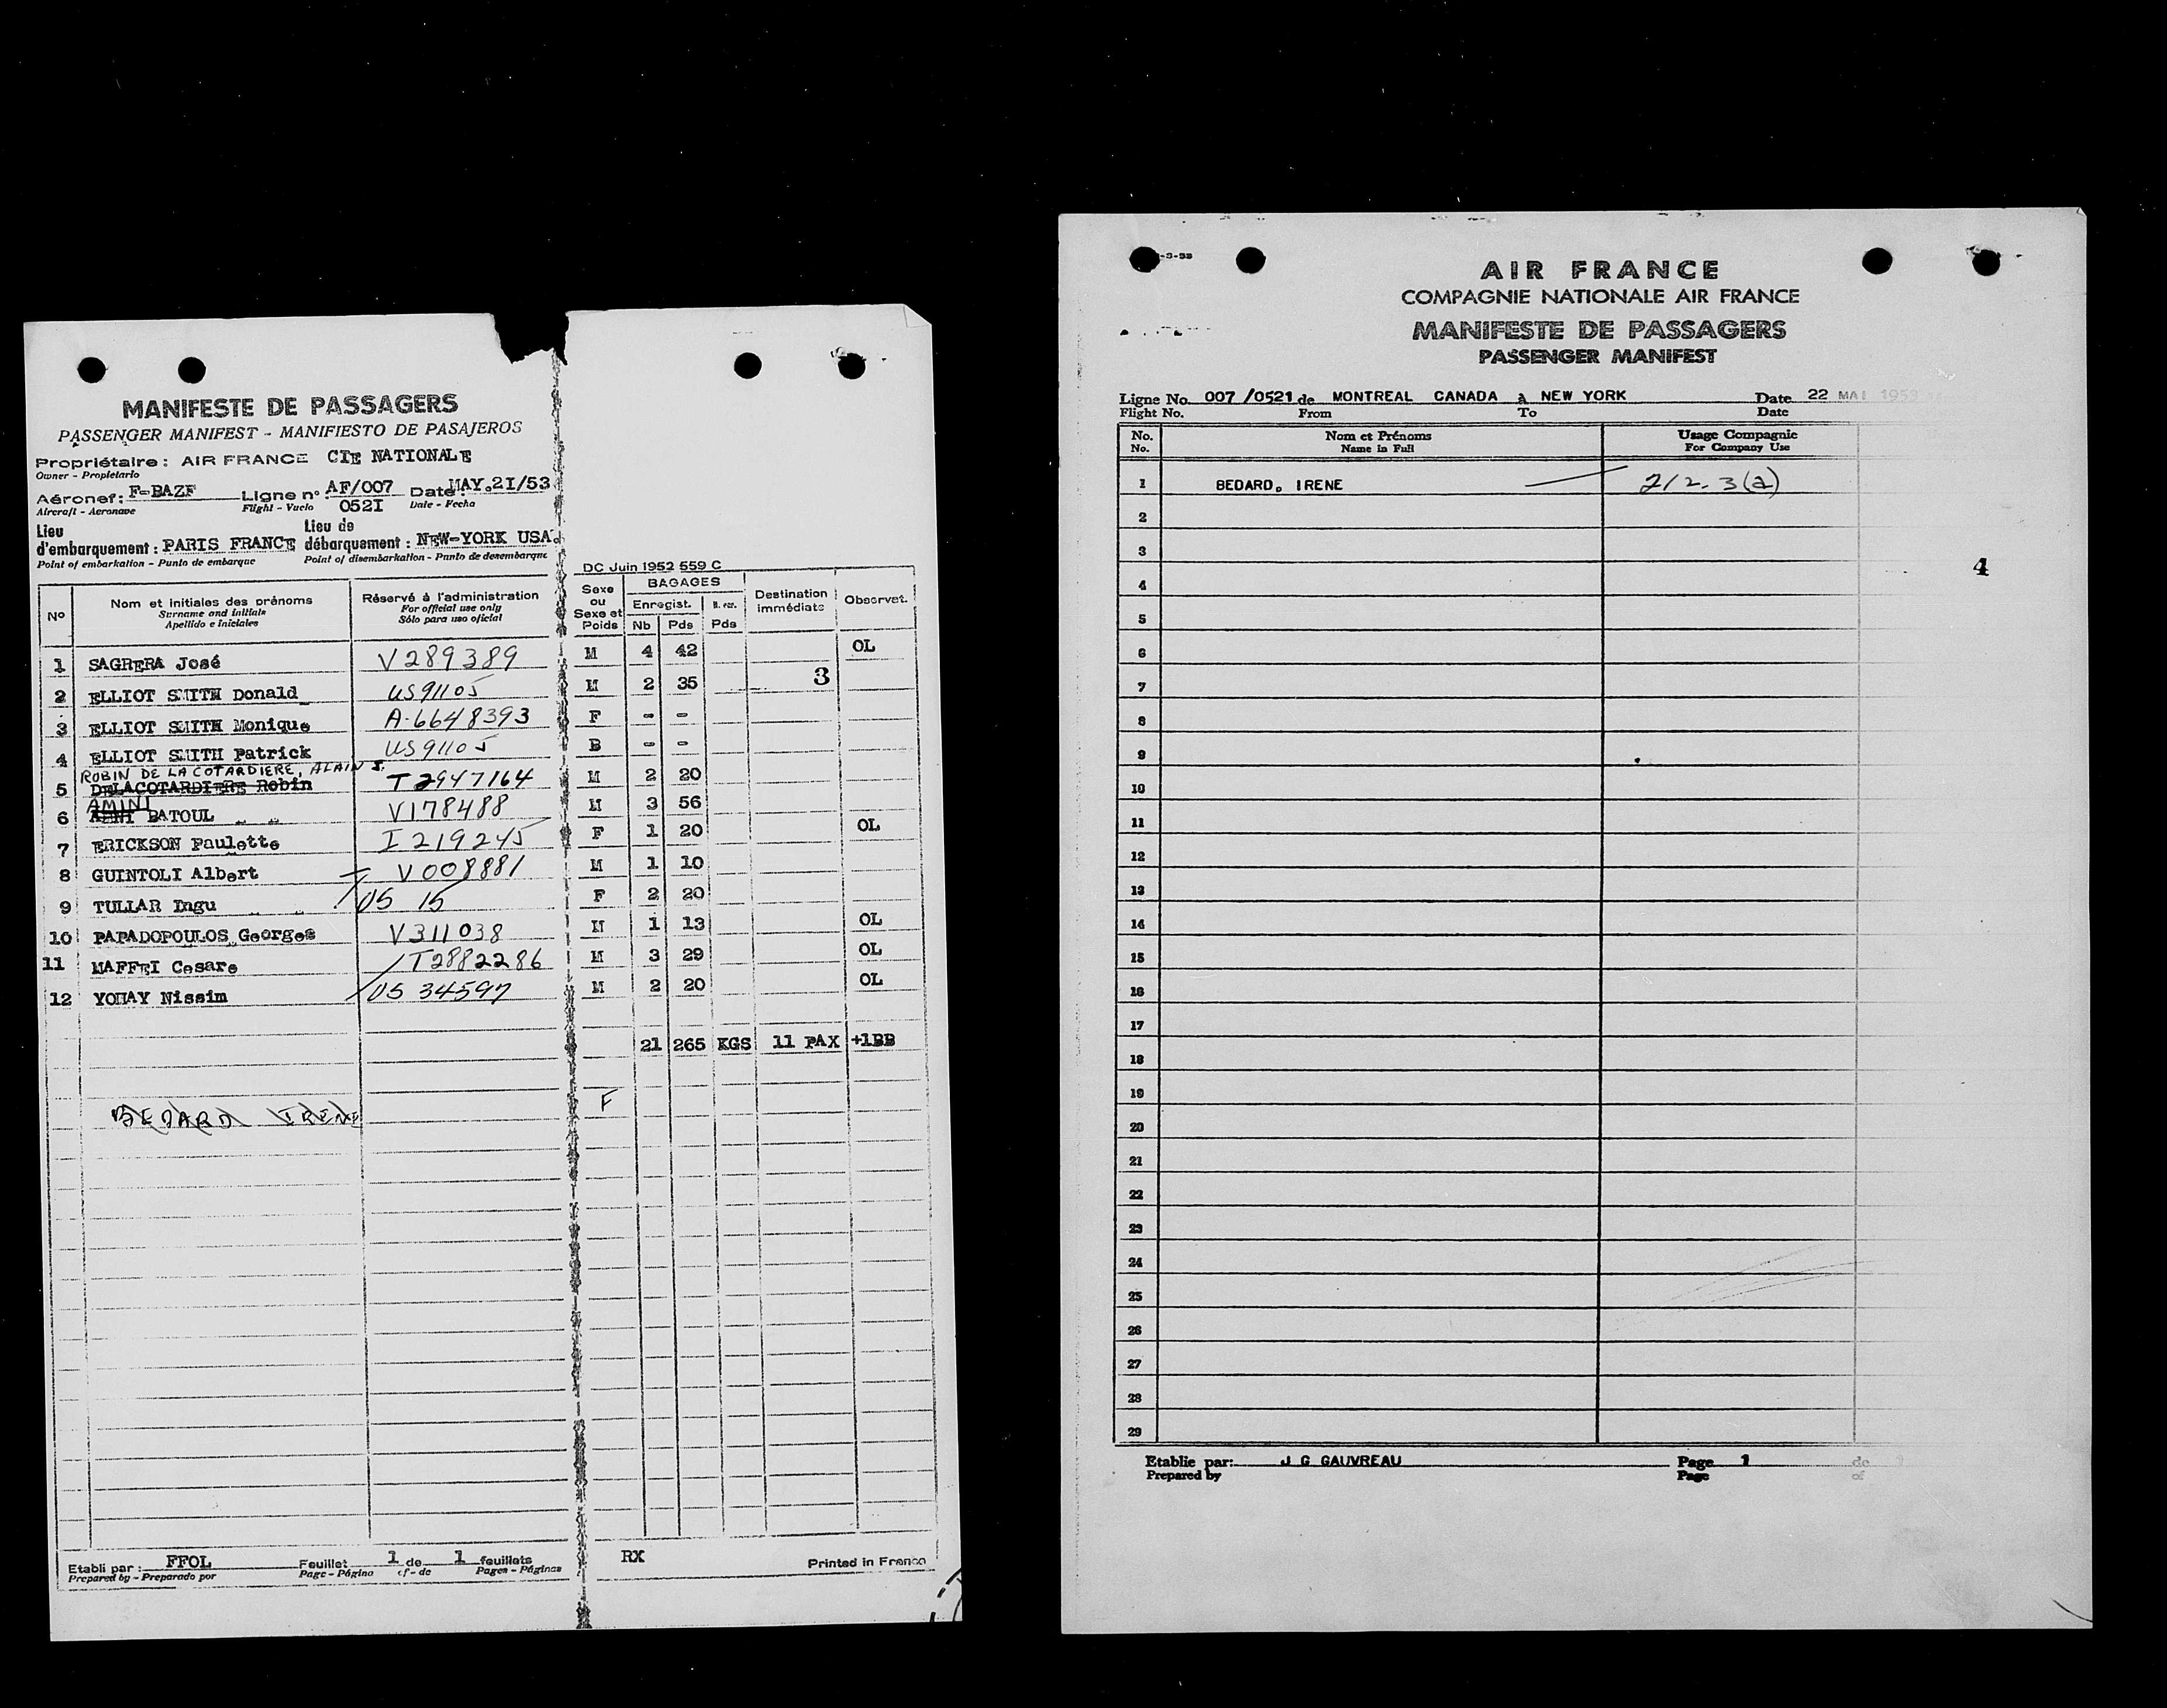 MANIFESTE DE PASSAGERS
PASSENGER MANIFEST - MANIFIESTO DE PASAJEROS
Propriétaire : AIR FRANCE CIE NATIONALE
Owner - Propietario
Aéronef : F-BAZF Ligne n° AF/007 Date : MAY.21/53
Aircraft - Aeronave Flight - Vuelo 052I Date - Fecha
Lieu d'embarquement : PARIS FRANCE Lieu de débarquement : NEW-YORK USA.
Point of embarkation - Punto de embarque Point of disembarkation - Punto de desembarque
DC Juin 1952 559 C
No Nom et initiales des prénoms Réservé à l'administration Sexe ou Sexe et Poids BAGAGES Destination immédiate Observat.
Surname and initials For official use only Enregist.
Apellido e iniciales Sólo para uso oficial Nb Pds Pds
1 SAGRERA José V289389 M 4 42 OL
2 ELLIOT SMITH Donald US91105 M 2 35 3
3 ELLIOT SMITH Monique A-6648393 F - -
4 ELLIOT SMITH Patrick US91105 B - -
ROBIN DE LA COTARDIERE, ALAIN J.
5 DELACOTARDIERE Robin T2947164 M 2 20
AMINI
6 BATOUL V178488 M 3 56
7 ERICKSON Paulette I219245 F 1 20 OL
8 GUINTOLI Albert V008881 M 1 10
9 TULLAR Ingu US 15 F 2 20
10 PAPADOPOULOS Georges V311038 M 1 13 OL
11 MAFFEI Cesare T2882286 M 3 29 OL
12 YOHAY Nissim US 34597 M 2 20 OL
21 265 KGS 11 PAX +1BB
BEDARD IRENE F
Etabli par : FFOL Feuillet 1 de 1 feuillets RX Printed in France
Prepared by - Preparado por Page - Página of - de Pages - Páginas
AIR FRANCE
COMPAGNIE NATIONALE AIR FRANCE
MANIFESTE DE PASSAGERS
PASSENGER MANIFEST
Ligne No. 007 /0521 de MONTREAL CANADA à NEW YORK Date 22 MAI 1953
Flight No. From To Date
No. Nom et Prénoms Usage Compagnie
No. Name in Full For Company Use
1 BEDARD, IRENE 212.3(a)
2
3
4
4
5
6
7
8
9
10
11
12
13
14
15
16
17
18
19
20
21
22
23
24
25
26
27
28
29
Etablie par: J G GAUVREAU Page 1 de
Prepared by Page of